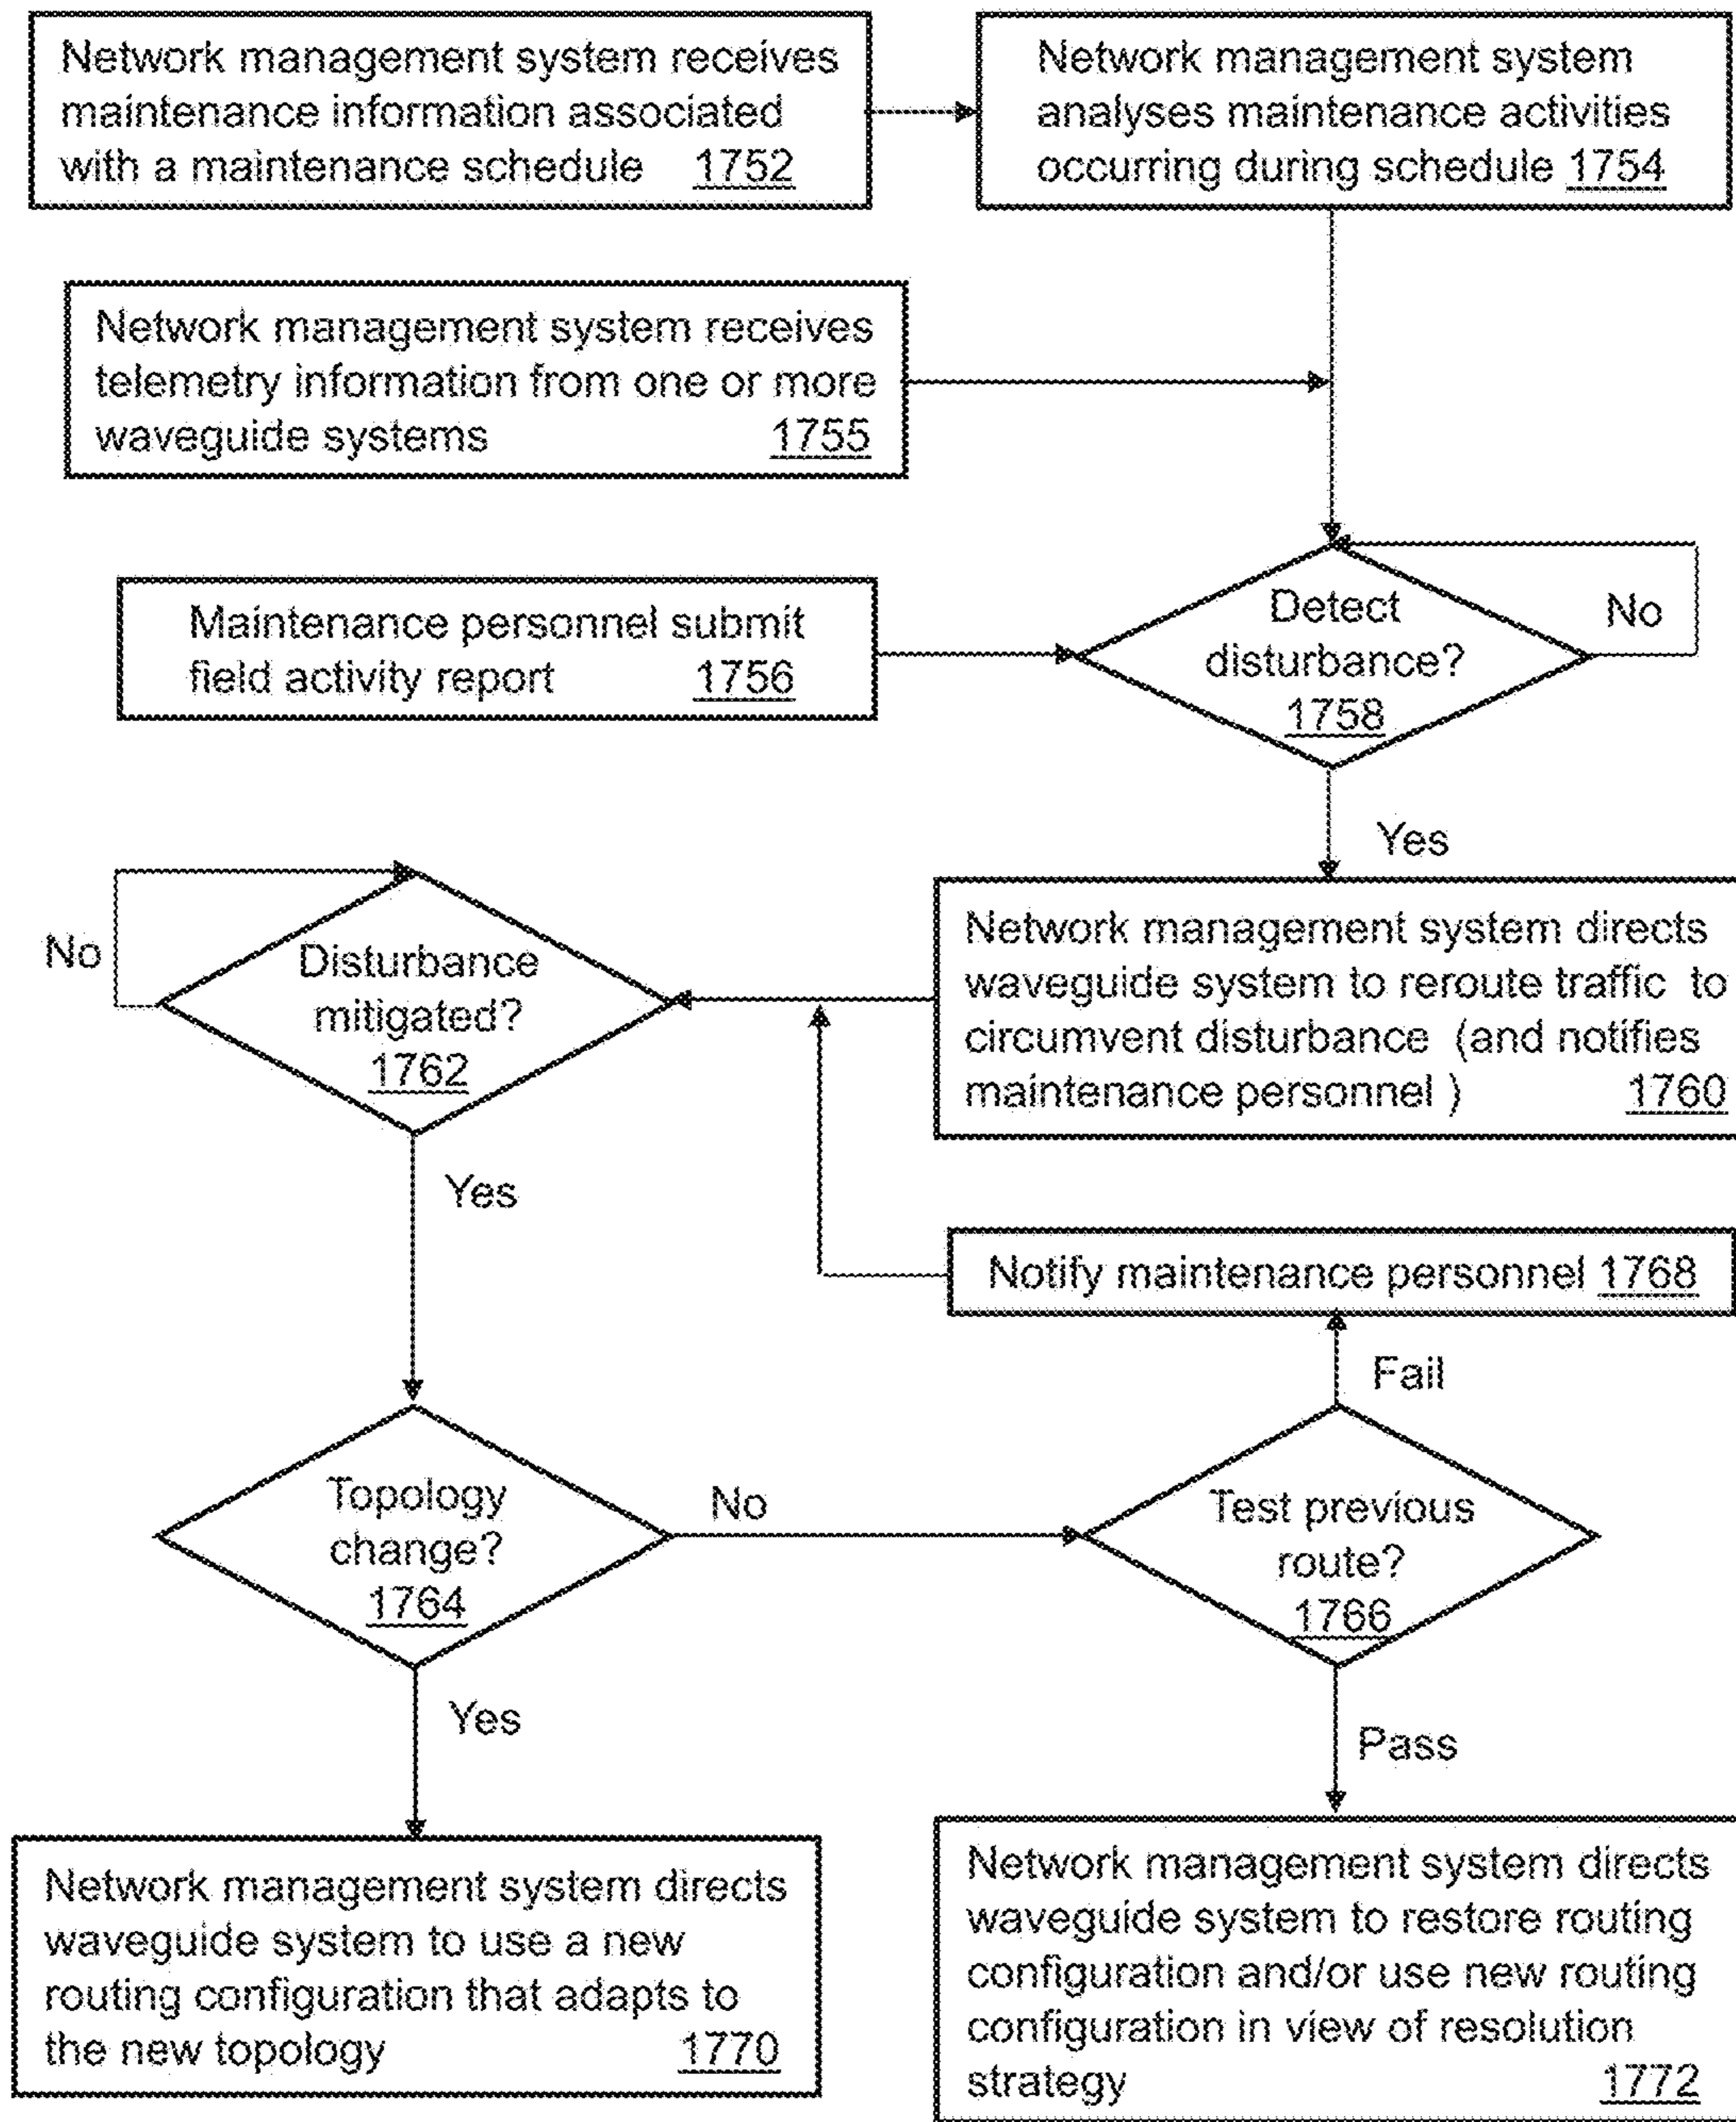 Network management system receives
maintenance information associated
with a maintenance schedule 1752
Network management system
analyses maintenance activities
occurring during schedule 1754
Network management system receives
telemetry information from one or more
waveguide systems 1755
Maintenance personnel submit
field activity report 1756
Detect
disturbance?
1758
No
Yes
Network management system directs
waveguide system to reroute traffic to
circumvent disturbance (and notifies
maintenance personnel ) 1760
Disturbance
mitigated?
1762
No
Yes
Notify maintenance personnel 1768
Fail
Topology
change?
1764
No
Test previous
route?
1766
Yes
Pass
Network management system directs
waveguide system to use a new
routing configuration that adapts to
the new topology 1770
Network management system directs
waveguide system to restore routing
configuration and/or use new routing
configuration in view of resolution
strategy 1772